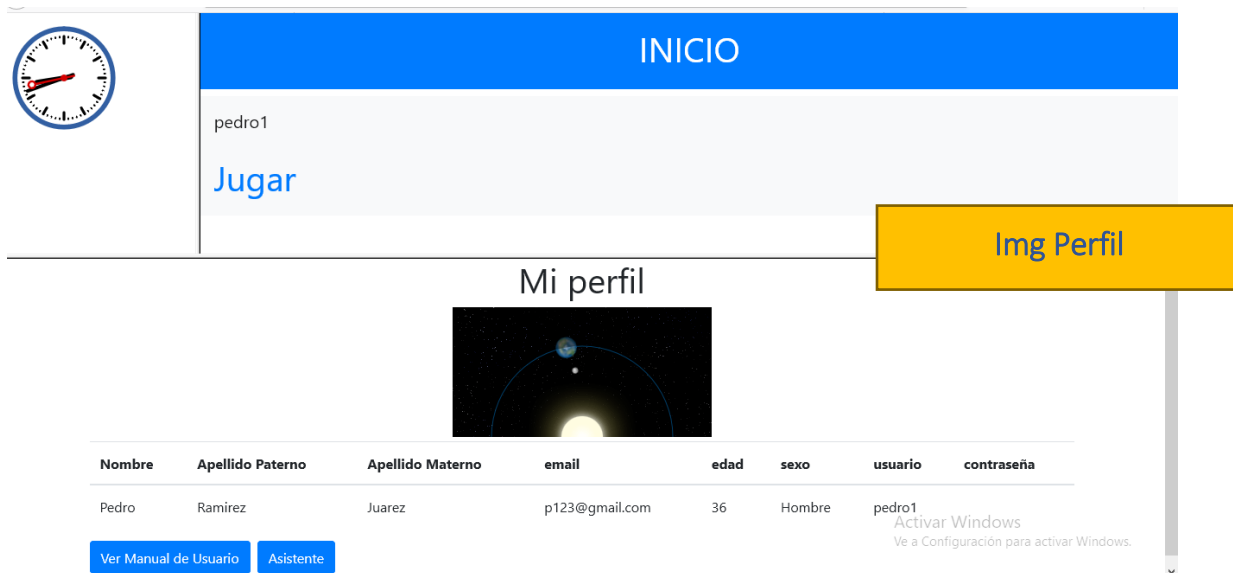 INICIO
pedro1
Jugar
Img Perfil
Mi perfil
Nombre Apellido Paterno Apellido Materno email edad sexo usuario contraseña
Pedro Ramirez Juarez p123@gmail.com 36 Hombre pedro1
Activar Windows
Ve a Configuración para activar Windows.
Ver Manual de Usuario Asistente